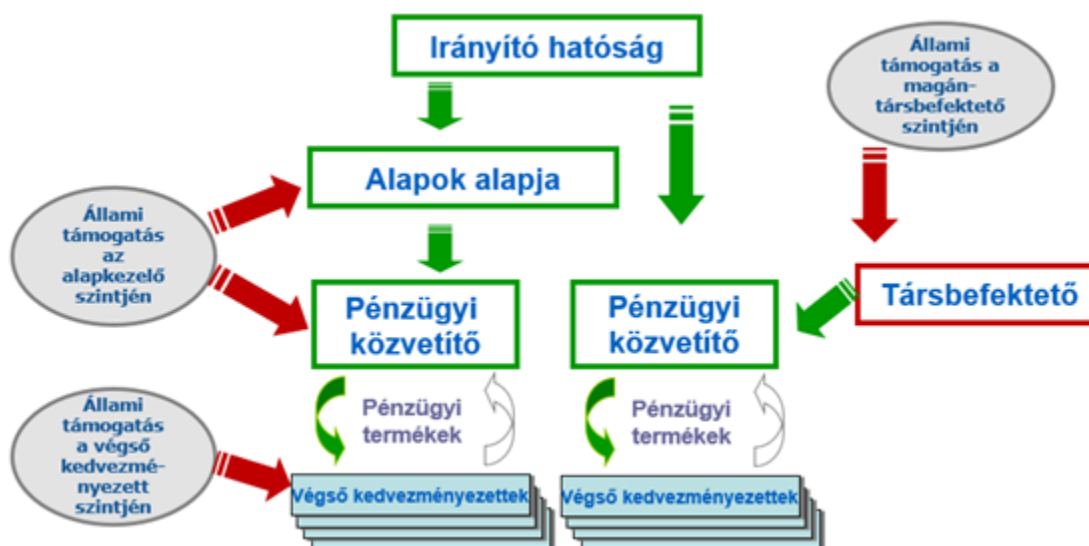 Irányító hatóság
Állami
támogatás a
magán-
társbefektető
szintjén
Alapok alapja
Állami
támogatás
az
alapkezelő
szintjén
Pénzügyi
közvetítő
Pénzügyi
közvetítő
Társbefektető
Pénzügyi
termékek
Pénzügyi
termékek
Állami
támogatás
a végső
kedvezmé-
nyezett
szintjén
Végső kedvezményezettek
Végső kedvezményezettek